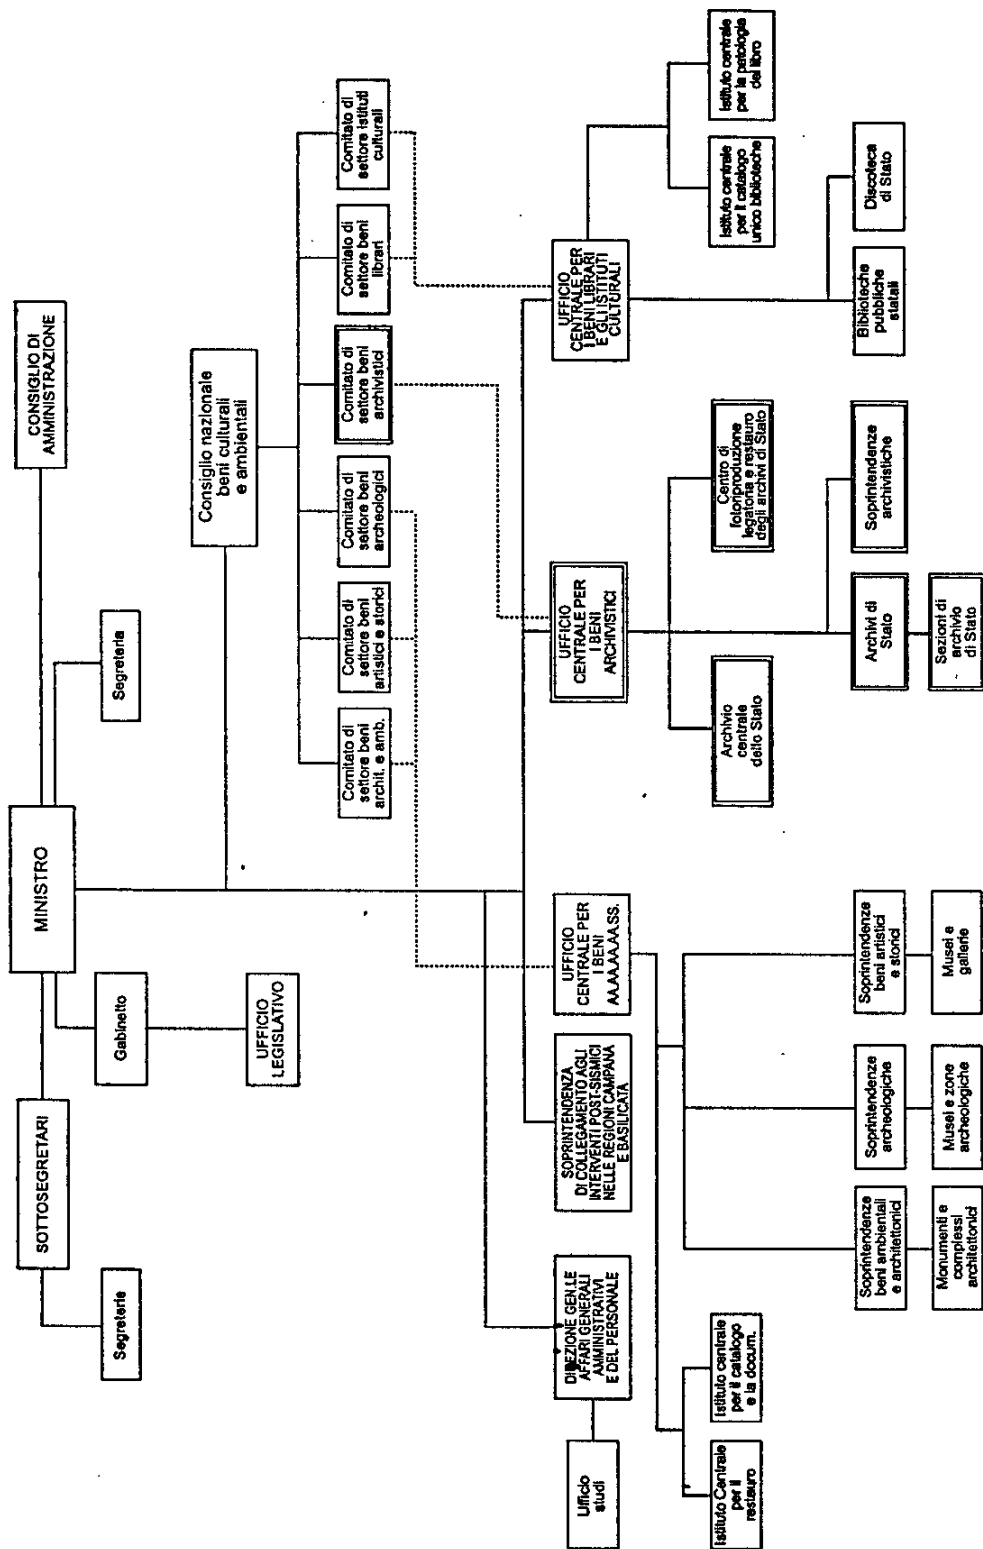 MINISTRO
CONSIGLIO DI
AMMINISTRAZIONE
SOTTOSEGRETARI
Segreteria
Gabinetto
Segreterie
UFFICIO
LEGISLATIVO
Consiglio nazionale
beni culturali
e ambientali
Comitato di
settore beni
archit. e amb.
Comitato di
settore beni
artistici e storici
Comitato di
settore beni
archeologici
Comitato di
settore beni
archivistici
Comitato di
settore beni
librari
Comitato di
settore istituti
culturali
Ufficio
studi
DIREZIONE GEN.LE
AFFARI GENERALI
AMMINISTRATIVI
E DEL PERSONALE
SOPRINTENDENZA
DI COLLEGAMENTO AGLI
INTERVENTI POST-SISMICI
NELLE REGIONI CAMPANA
E BASILICATA
UFFICIO
CENTRALE PER
I BENI
AA.AA.AA.SS.
UFFICIO
CENTRALE PER
I BENI
ARCHIVISTICI
UFFICIO
CENTRALE PER
I BENI LIBRARI
E GLI ISTITUTI
CULTURALI
Istituto Centrale
per il
restauro
Istituto centrale
per il catalogo
e la docum.
Archivio
centrale
dello Stato
Centro di
fotoriproduzione
legatoria e restauro
degli archivi di Stato
Istituto centrale
per il catalogo
unico biblioteche
Istituto centrale
per la patologia
del libro
Soprintendenze
beni ambientali
e architettonici
Soprintendenze
archeologiche
Soprintendenze
beni artistici
e storici
Archivi di
Stato
Soprintendenze
archivistiche
Biblioteche
pubbliche
statali
Discoteca
di Stato
Monumenti e
complessi
architettonici
Musei e zone
archeologiche
Musei e
gallerie
Sezioni di
archivio
di Stato